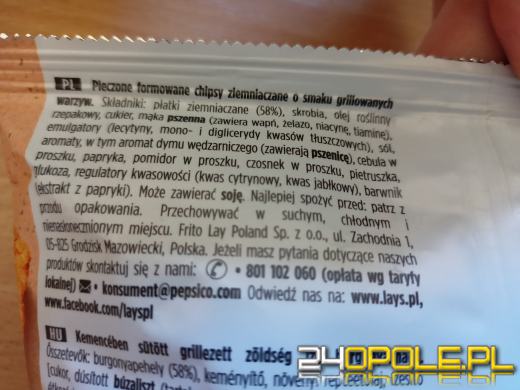 PL Pieczone formowane chipsy ziemniaczane o smaku grillowanych
warzyw. Składniki: płatki ziemniaczane (58%), skrobia, olej roślinny
rzepakowy, cukier, mąka pszenna (zawiera wapń, żelazo, niacynę, tiaminę),
emulgatory (lecytyny, mono- i diglicerydy kwasów tłuszczowych), sól,
aromaty, w tym aromat dymu wędzarniczego (zawierają pszenicę), cebula w
proszku, papryka, pomidor w proszku, czosnek w proszku, pietruszka,
glukoza, regulatory kwasowości (kwas cytrynowy, kwas jabłkowy), barwnik
(ekstrakt z papryki). Może zawierać soję. Najlepiej spożyć przed: patrz z
przodu opakowania. Przechowywać w suchym, chłodnym i
nienasłonecznionym miejscu. Frito Lay Poland Sp. z o.o., ul. Zachodnia 1,
05-825 Grodzisk Mazowiecki, Polska. Jeżeli masz pytania dotyczące naszych
produktów skontaktuj się z nami: • 801 102 060 (opłata wg taryfy
lokalnej) • konsument@pepsico.com Odwiedź nas na: www.lays.pl,
www.facebook.com/layspl
HU Kemencében sütött grillezett zöldség
Összetevők: burgonyapehely (58%), keményítő, növényi
(cukor, dúsított búzaliszt
24OPOLE.PL